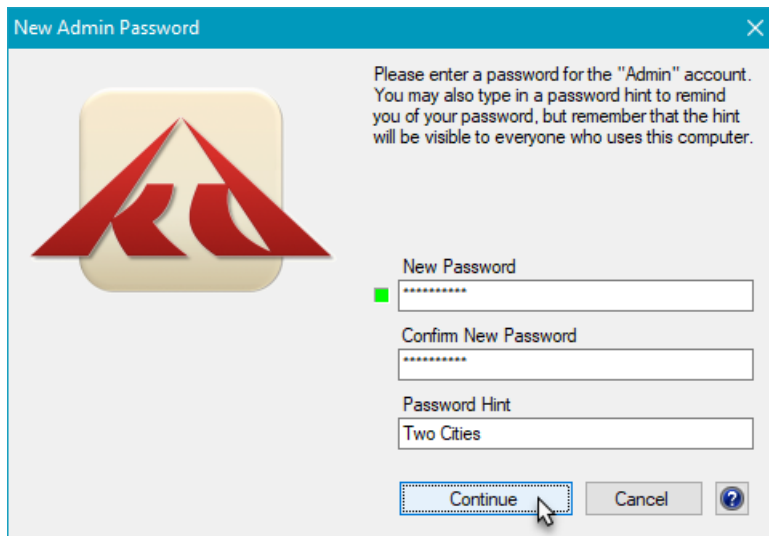 New Admin Password
Please enter a password for the "Admin" account.
You may also type in a password hint to remind
you of your password, but remember that the hint
will be visible to everyone who uses this computer.
New Password
**********
Confirm New Password
**********
Password Hint
Two Cities
Continue
Cancel
?